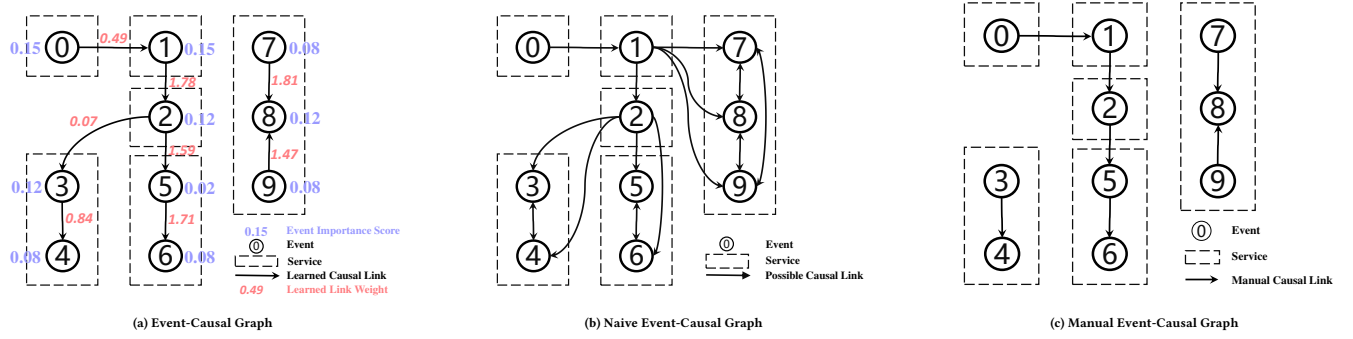 0.15 0 0.49 1 0.15 7 0.08
1.78 1.81
0.07 2 0.12 8 0.12
1.59 1.47
0.12 3 5 0.02 9 0.08
0.84 1.71
0.08 4 6 0.08
0.15 Event Importance Score
0 Event
Service
Learned Causal Link
0.49 Learned Link Weight
(a) Event-Causal Graph
0 1 7
2 8
3 5 9
4 6
0 Event
Service
Possible Causal Link
(b) Naive Event-Causal Graph
0 1 7
2 8
3 5 9
4 6
0 Event
Service
Manual Causal Link
(c) Manual Event-Causal Graph